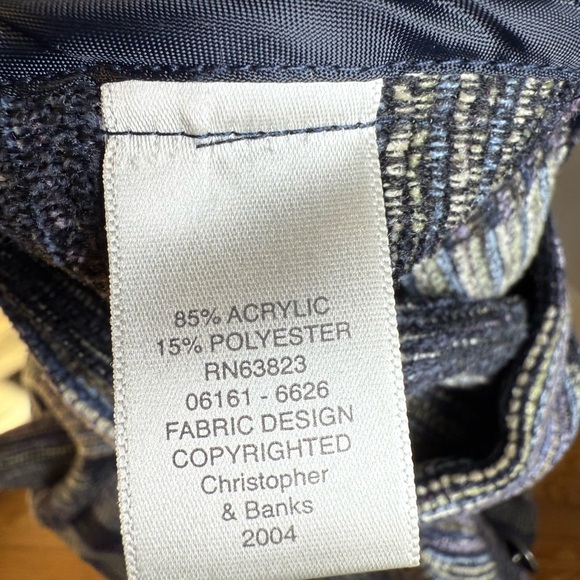 85% ACRYLIC
15% POLYESTER
RN63823
06161 - 6626
FABRIC DESIGN
COPYRIGHTED
Christopher
& Banks
2004